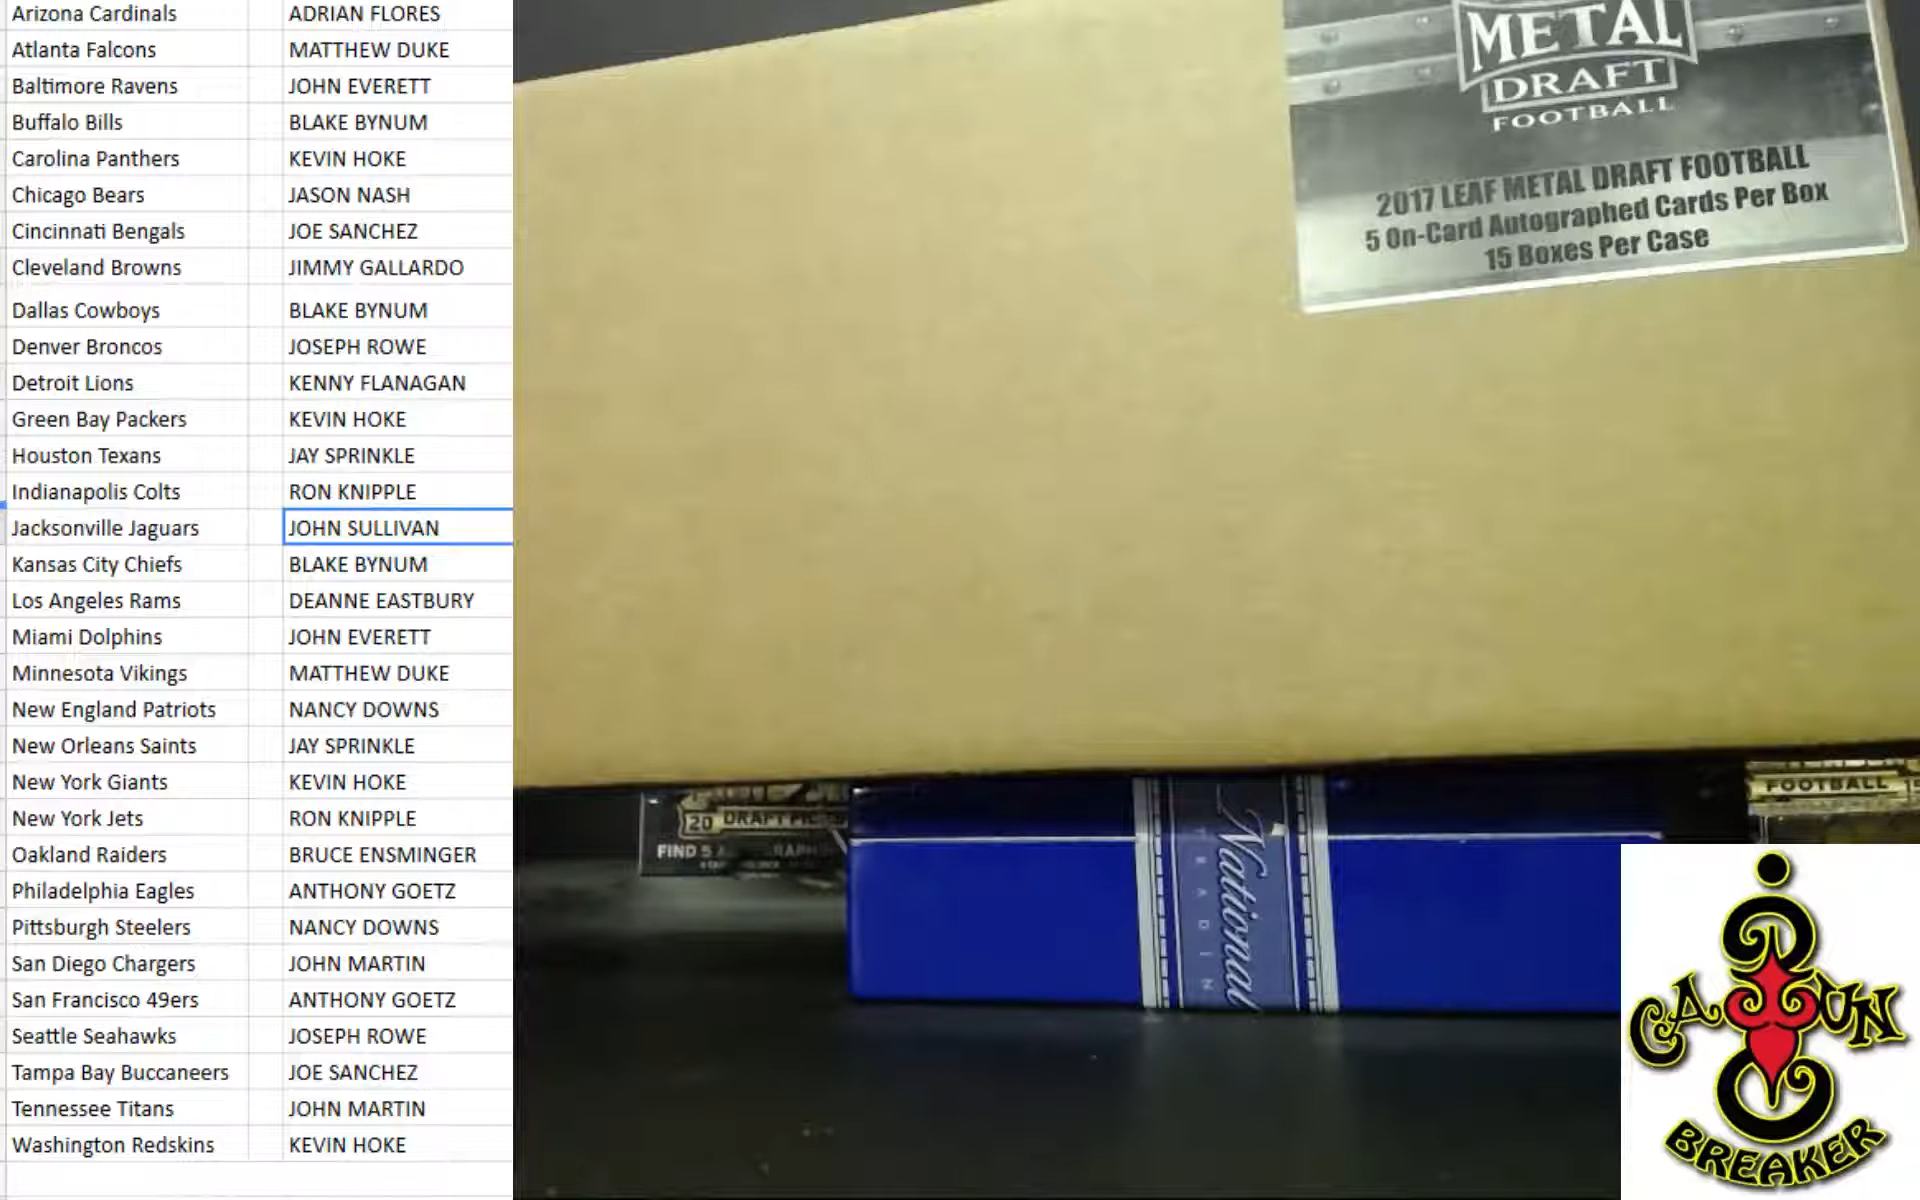 Arizona Cardinals ADRIAN FLORES
Atlanta Falcons MATTHEW DUKE
Baltimore Ravens JOHN EVERETT
Buffalo Bills BLAKE BYNUM
Carolina Panthers KEVIN HOKE
Chicago Bears JASON NASH
Cincinnati Bengals JOE SANCHEZ
Cleveland Browns JIMMY GALLARDO
Dallas Cowboys BLAKE BYNUM
Denver Broncos JOSEPH ROWE
Detroit Lions KENNY FLANAGAN
Green Bay Packers KEVIN HOKE
Houston Texans JAY SPRINKLE
Indianapolis Colts RON KNIPPLE
Jacksonville Jaguars JOHN SULLIVAN
Kansas City Chiefs BLAKE BYNUM
Los Angeles Rams DEANNE EASTBURY
Miami Dolphins JOHN EVERETT
Minnesota Vikings MATTHEW DUKE
New England Patriots NANCY DOWNS
New Orleans Saints JAY SPRINKLE
New York Giants KEVIN HOKE
New York Jets RON KNIPPLE
Oakland Raiders BRUCE ENSMINGER
Philadelphia Eagles ANTHONY GOETZ
Pittsburgh Steelers NANCY DOWNS
San Diego Chargers JOHN MARTIN
San Francisco 49ers ANTHONY GOETZ
Seattle Seahawks JOSEPH ROWE
Tampa Bay Buccaneers JOE SANCHEZ
Tennessee Titans JOHN MARTIN
Washington Redskins KEVIN HOKE
METAL
DRAFT
FOOTBALL
2017 LEAF METAL DRAFT FOOTBALL
5 On-Card Autographed Cards Per Box
15 Boxes Per Case
20 DRAFT
FIND 5
National
FOOTBALL
CAJUN
BREAKER